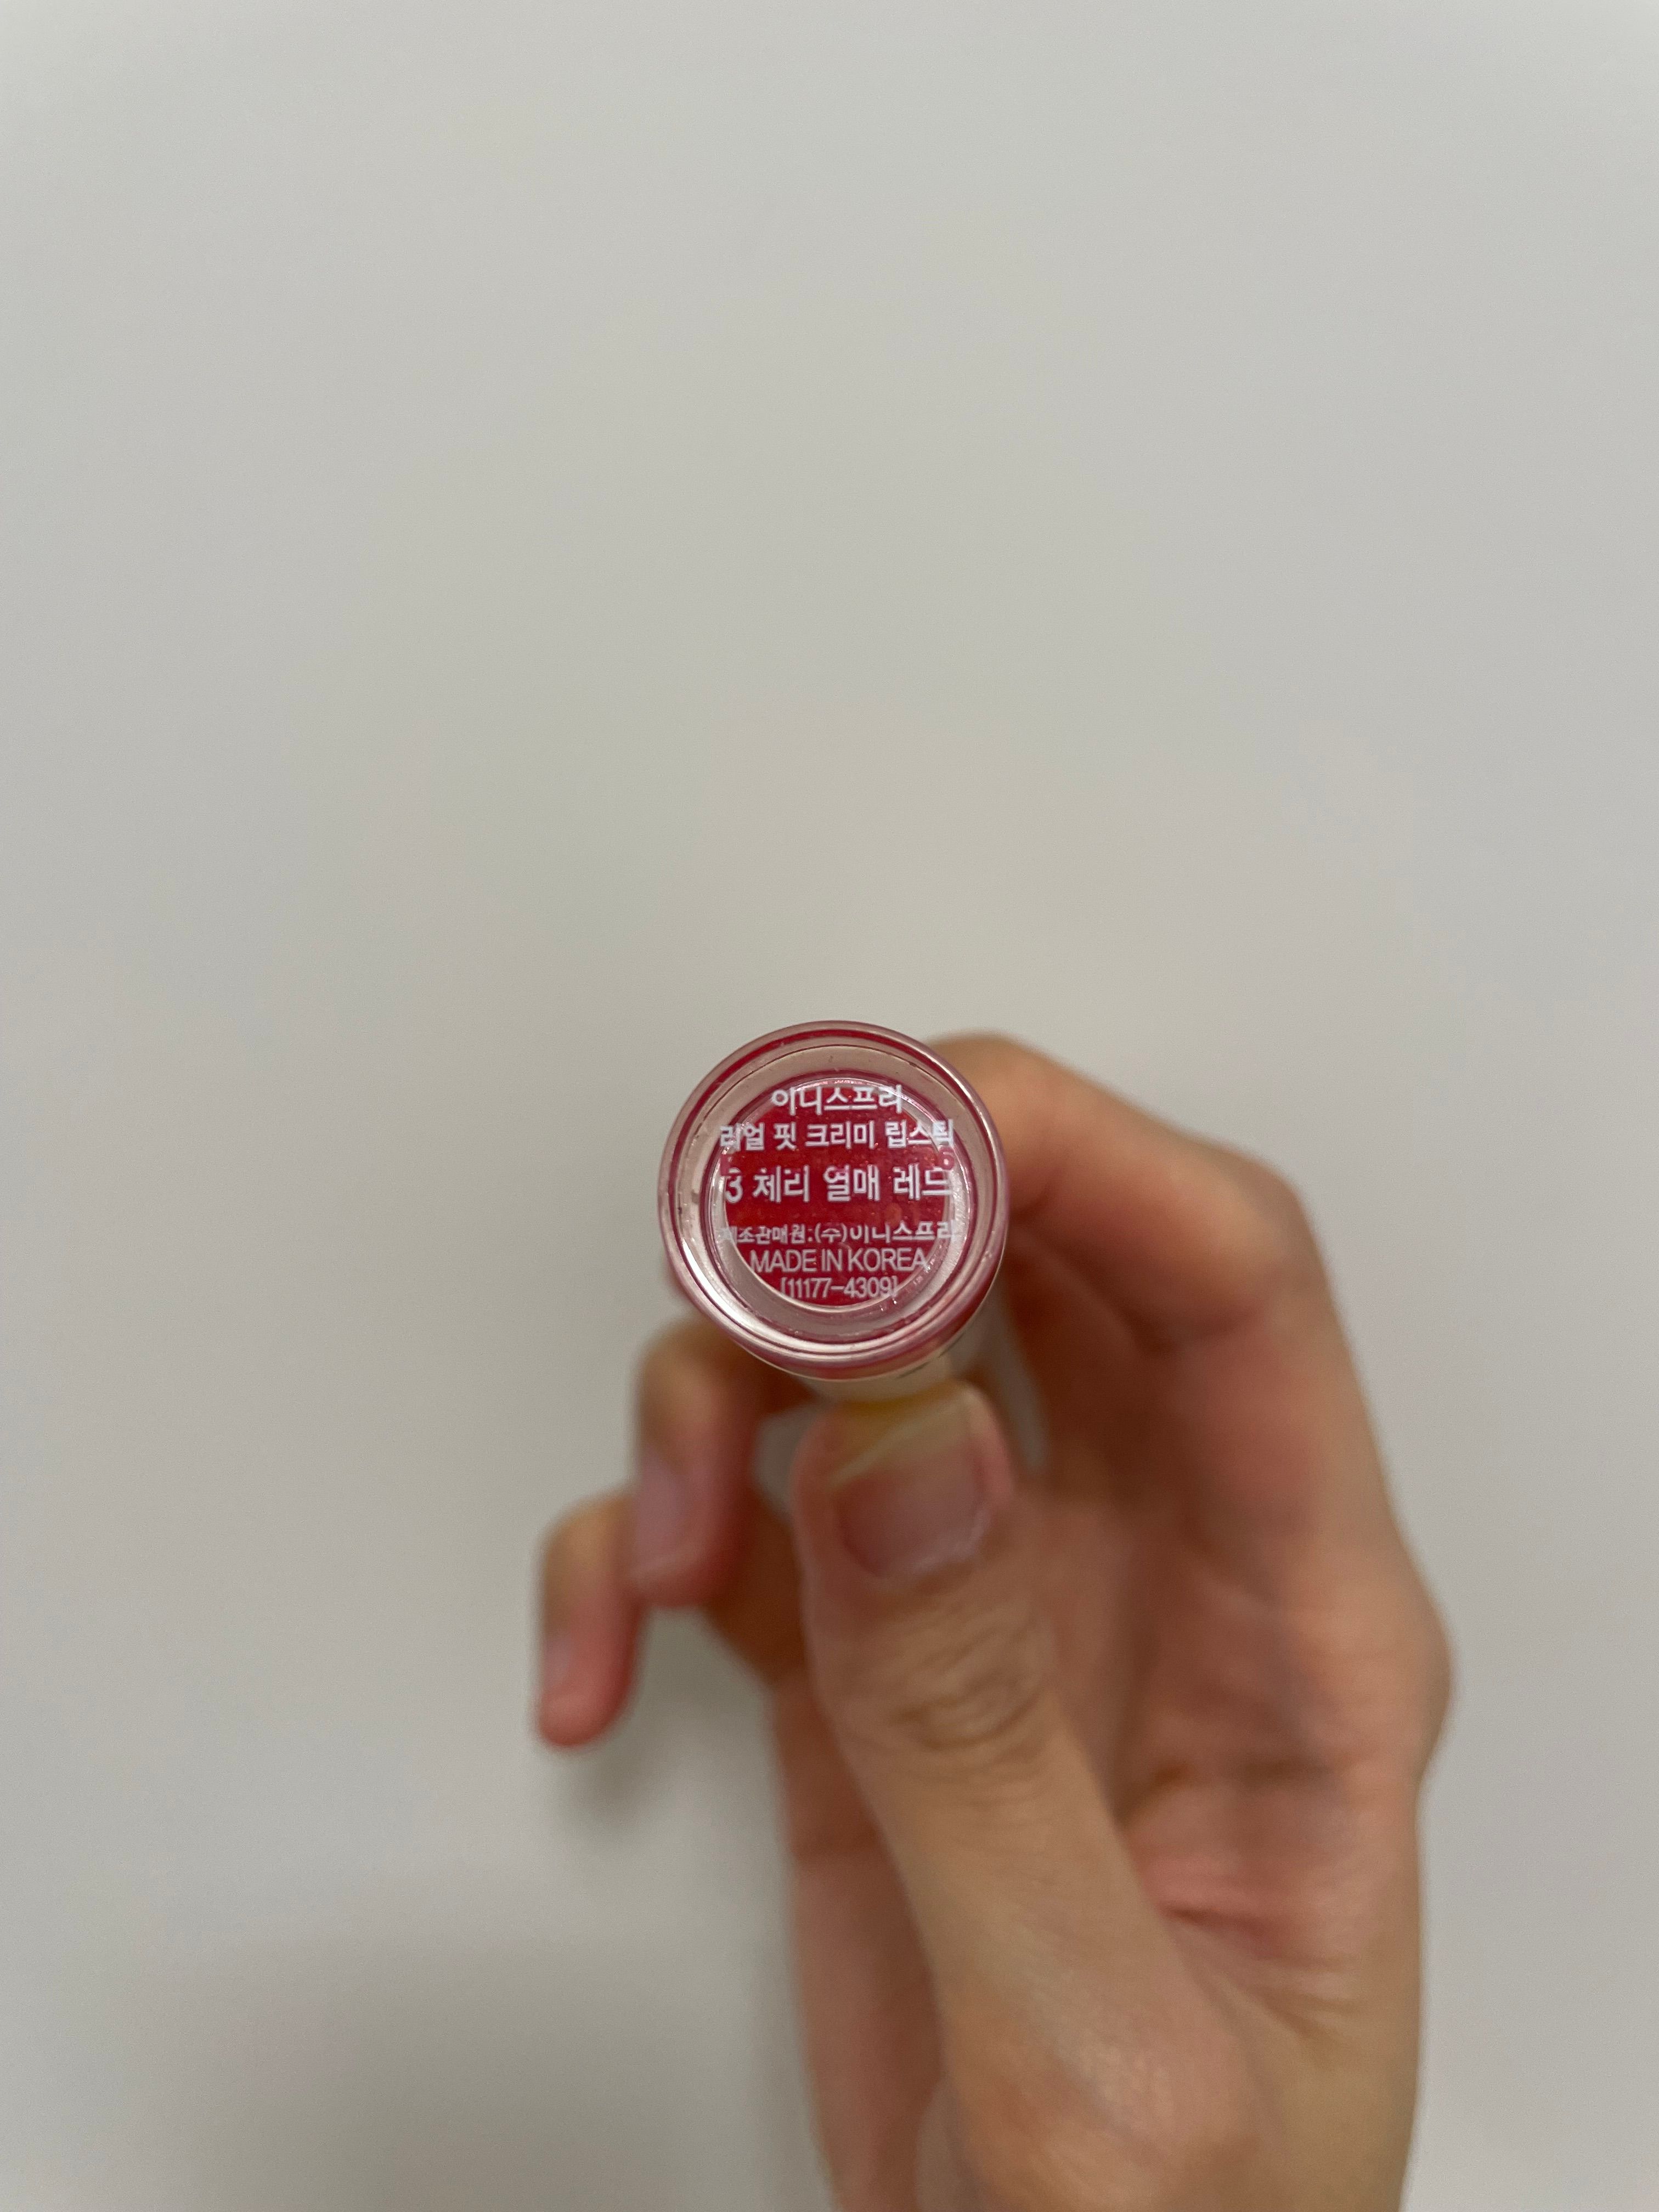 이니스프리
리얼 핏 크리미 립스틱
3 체리 열매 레드
제조판매원:(주)이니스프리
MADE IN KOREA
[11177-4309]